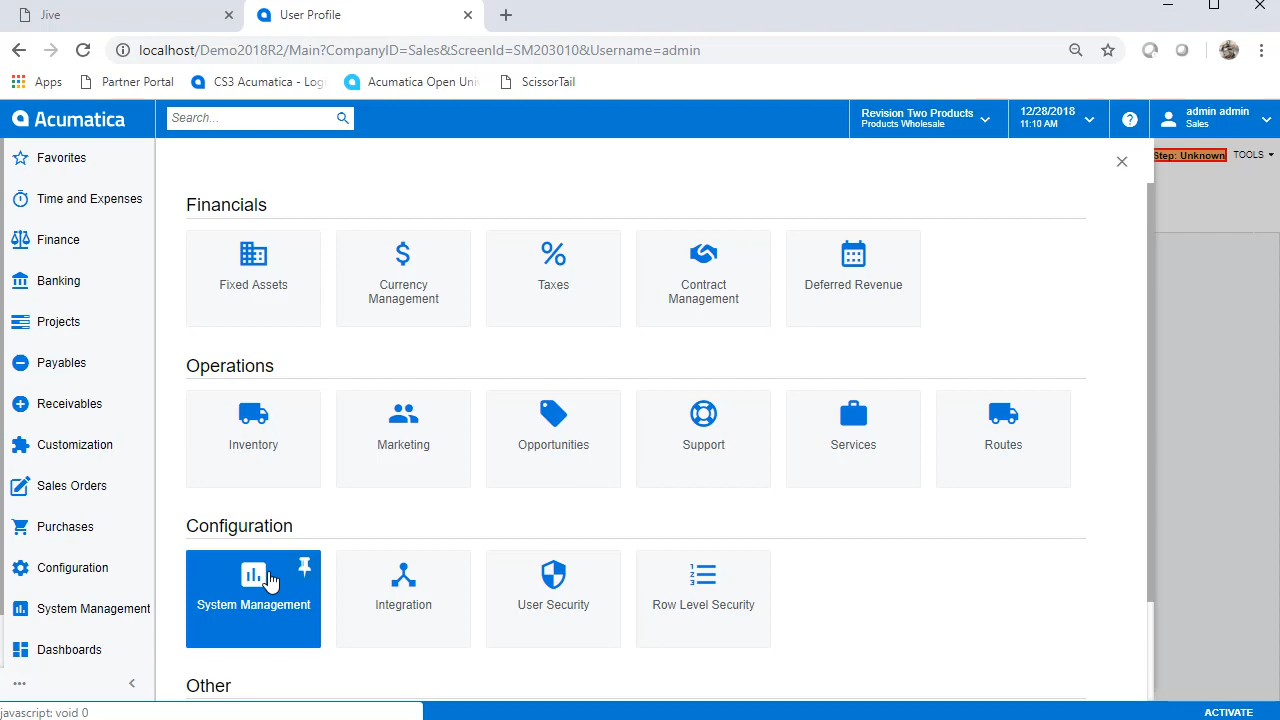 Jive
User Profile
localhost/Demo2018R2/Main?CompanyID=Sales&ScreenId=SM203010&Username=admin
Apps
Partner Portal
CS3 Acumatica - Log
Acumatica Open Uni
ScissorTail
Acumatica
Search...
Revision Two Products
Products Wholesale
12/28/2018
11:10 AM
admin admin
Sales
Step: Unknown
TOOLS
Favorites
Time and Expenses
Finance
Banking
Projects
Payables
Receivables
Customization
Sales Orders
Purchases
Configuration
System Management
Dashboards
Financials
Fixed Assets
Currency
Management
Taxes
Contract
Management
Deferred Revenue
Operations
Inventory
Marketing
Opportunities
Support
Services
Routes
Configuration
System Management
Integration
User Security
Row Level Security
Other
javascript: void 0
ACTIVATE